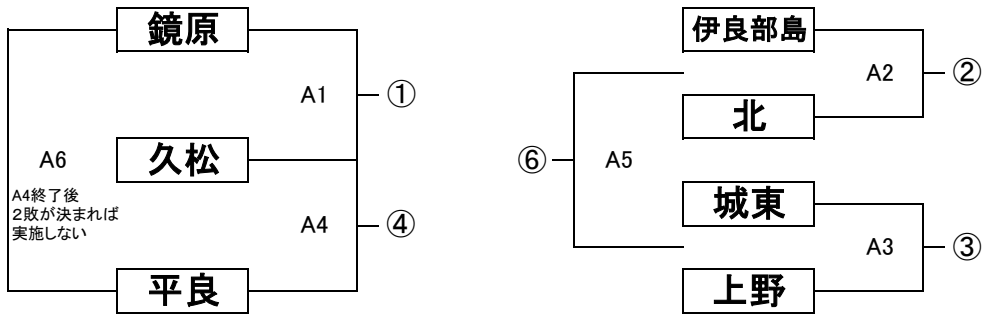 鏡原
A1
①
久松
A6
A4終了後
２敗が決まれば
実施しない
A4
④
平良
伊良部島
A2
②
北
⑥
A5
城東
A3
③
上野